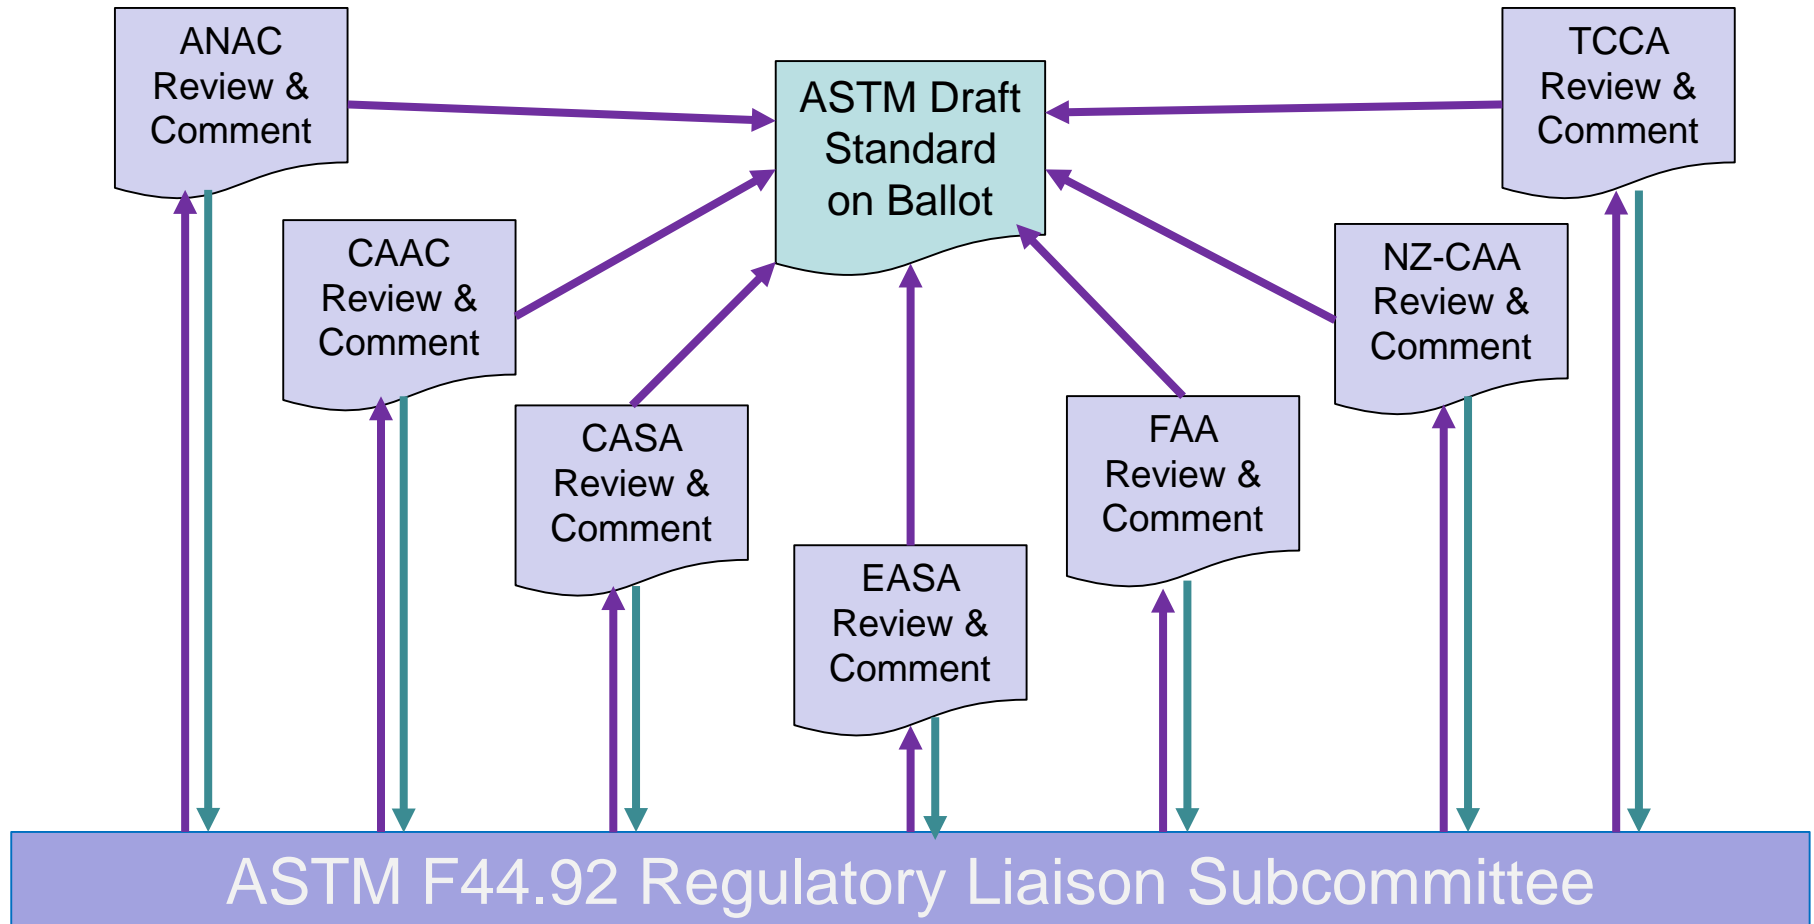 ANAC
Review &
Comment
ASTM Draft
Standard
on Ballot
TCCA
Review &
Comment
CAAC
Review &
Comment
NZ-CAA
Review &
Comment
CASA
Review &
Comment
FAA
Review &
Comment
EASA
Review &
Comment
ASTM F44.92 Regulatory Liaison Subcommittee